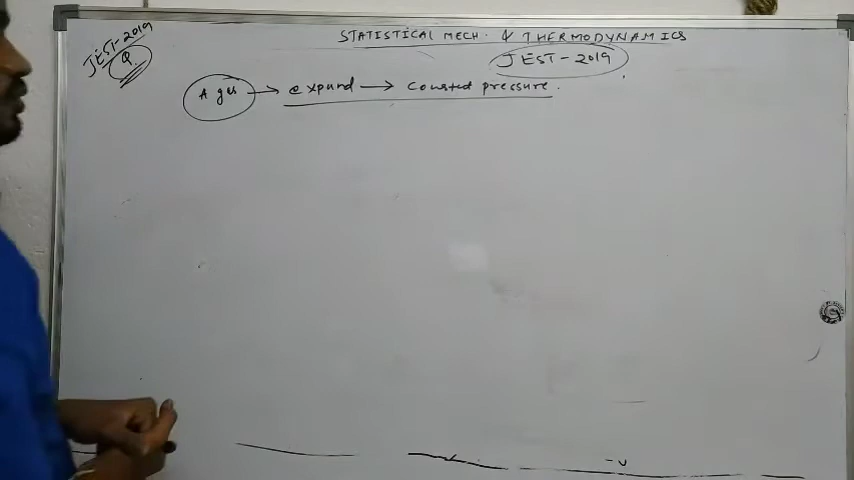 STATISTICAL MECH. & THERMODYNAMICS
JEST-2019
JEST-2019
Q.
A gas → expand → Constant pressure.